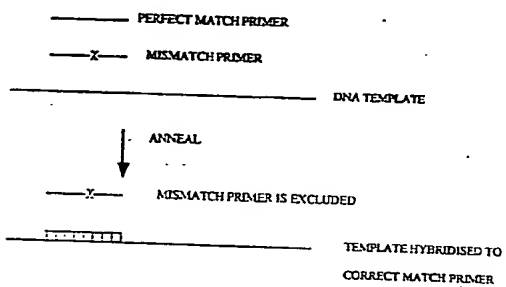 PERFECT MATCH PRIMER
X MISMATCH PRIMER
DNA TEMPLATE
ANNEAL
X MISMATCH PRIMER IS EXCLUDED
TEMPLATE HYBRIDISED TO
CORRECT MATCH PRIMER